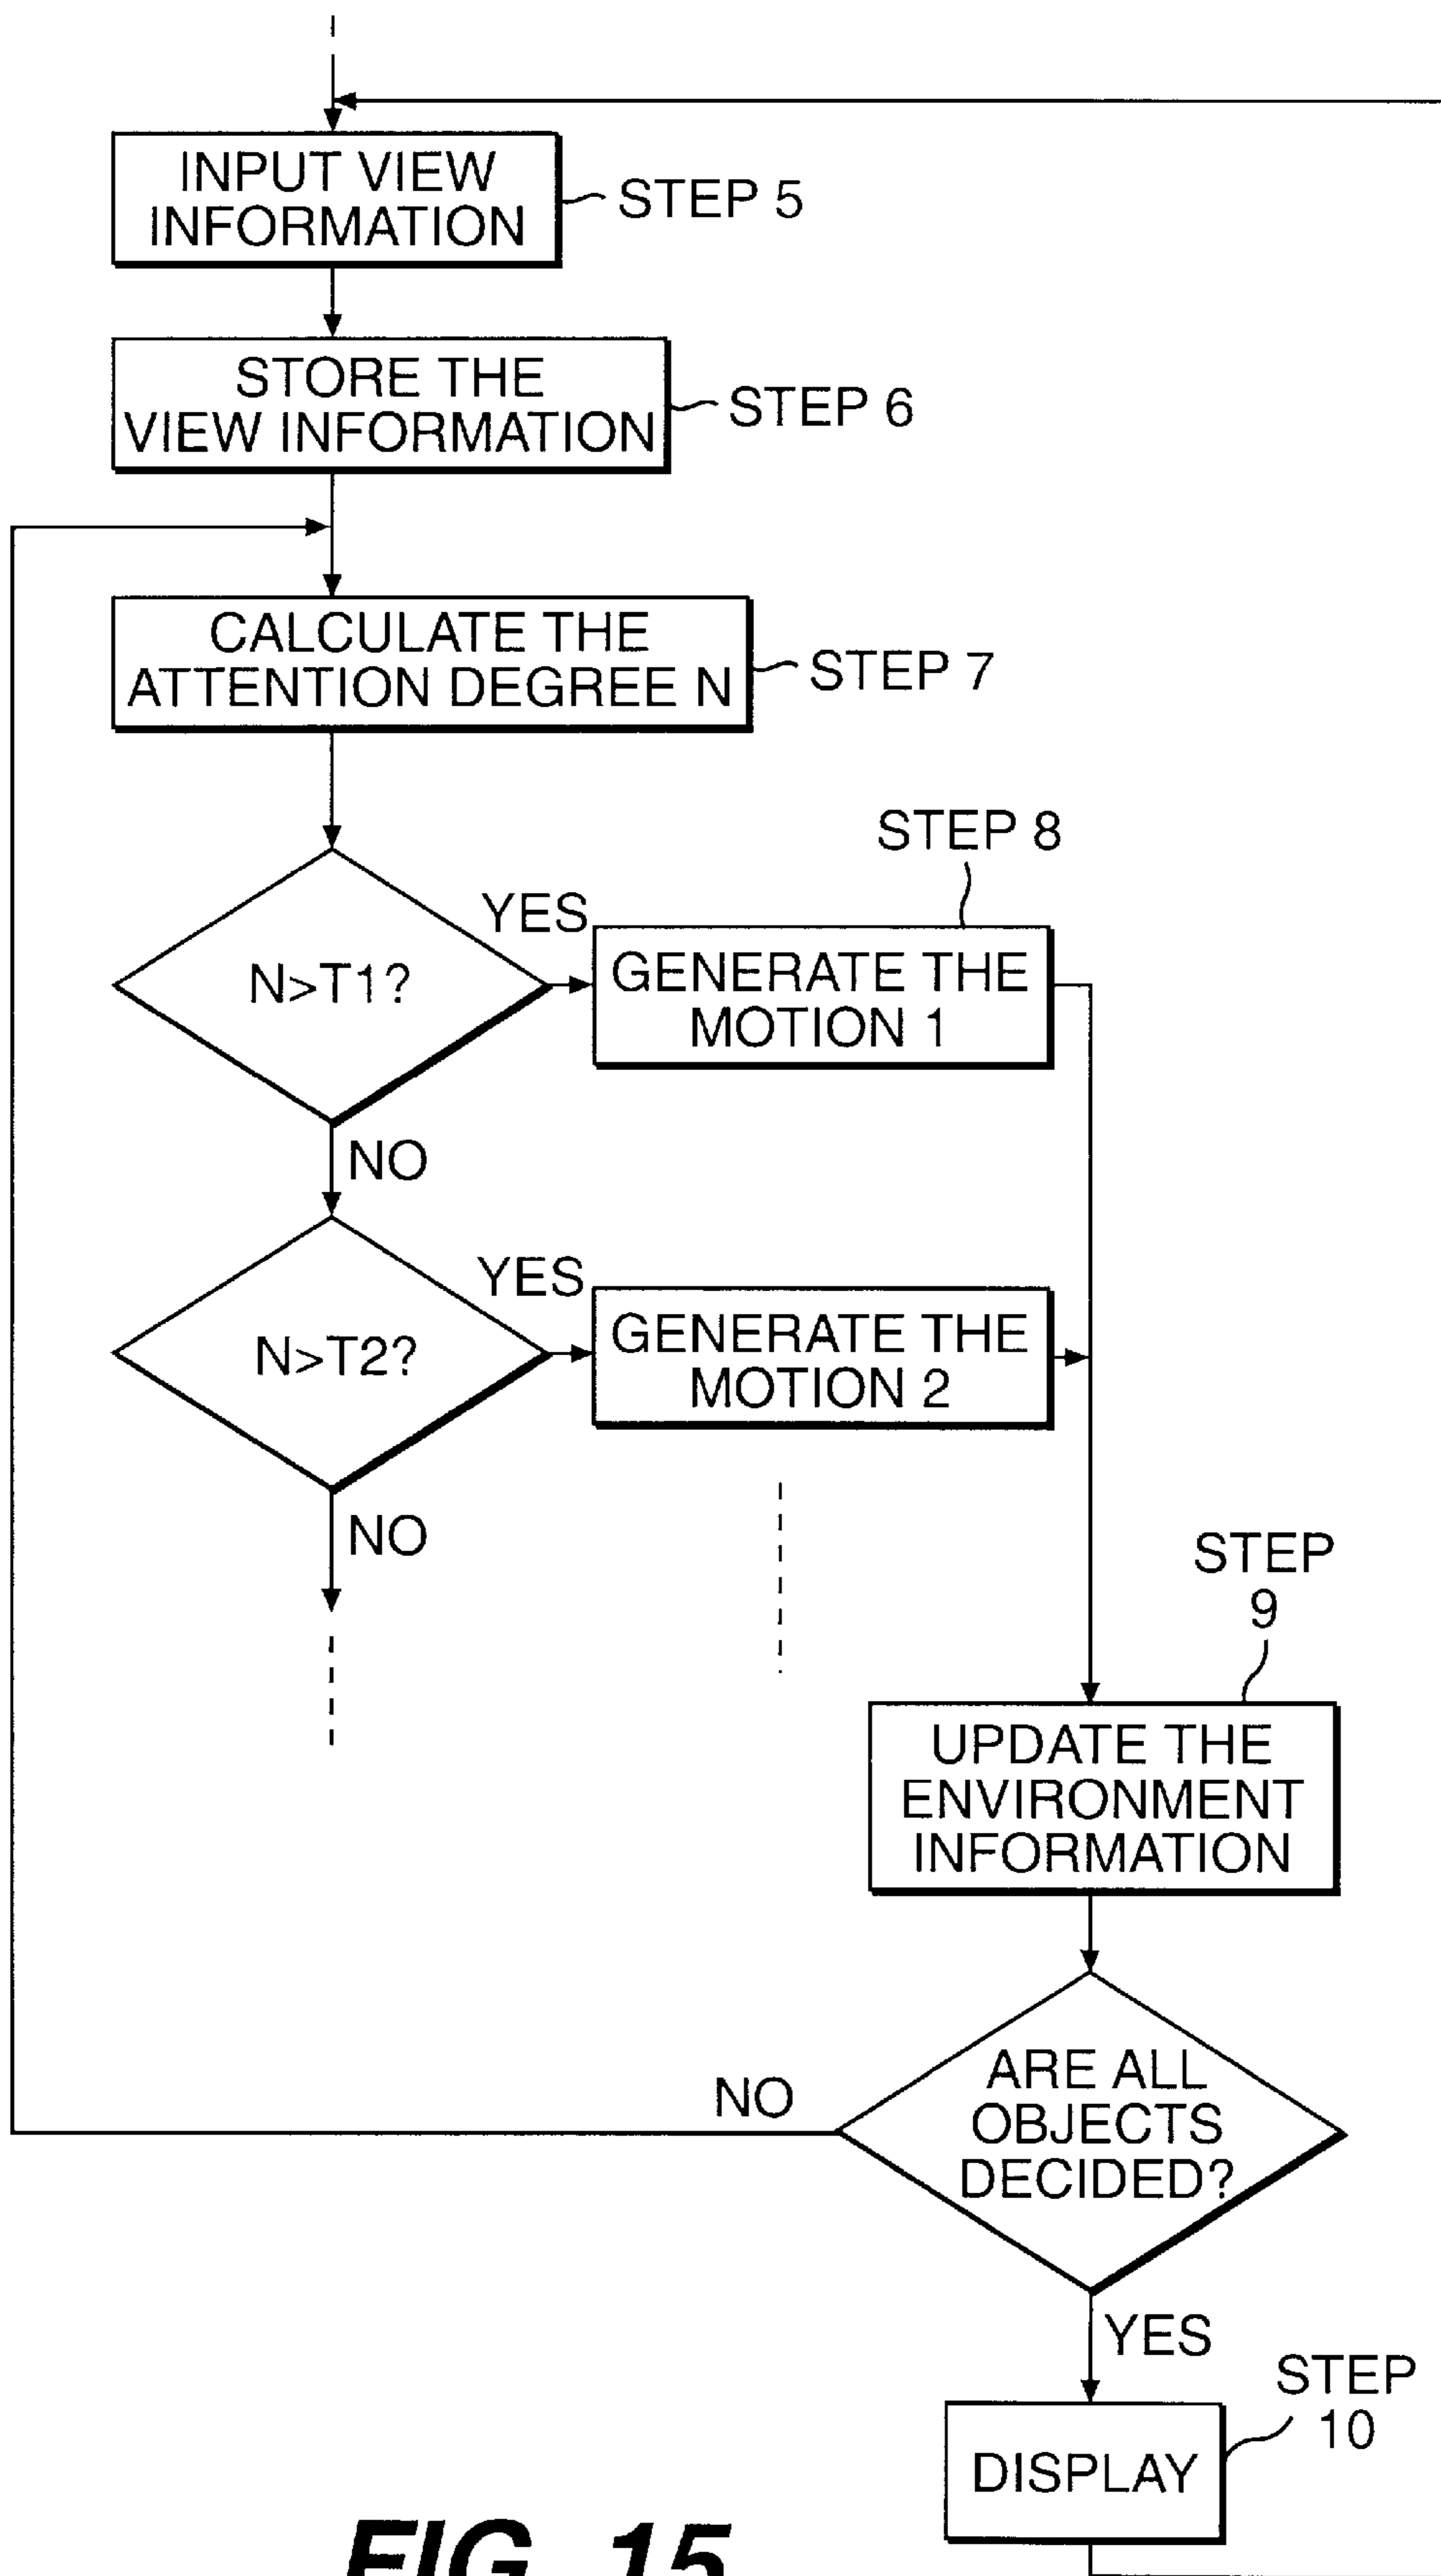 INPUT VIEW
INFORMATION
STEP 5
STORE THE
VIEW INFORMATION
STEP 6
CALCULATE THE
ATTENTION DEGREE N
STEP 7
N>T1?
YES
NO
STEP 8
GENERATE THE
MOTION 1
N>T2?
YES
NO
GENERATE THE
MOTION 2
STEP
9
UPDATE THE
ENVIRONMENT
INFORMATION
ARE ALL
OBJECTS
DECIDED?
NO
YES
STEP
10
DISPLAY
FIG. 15